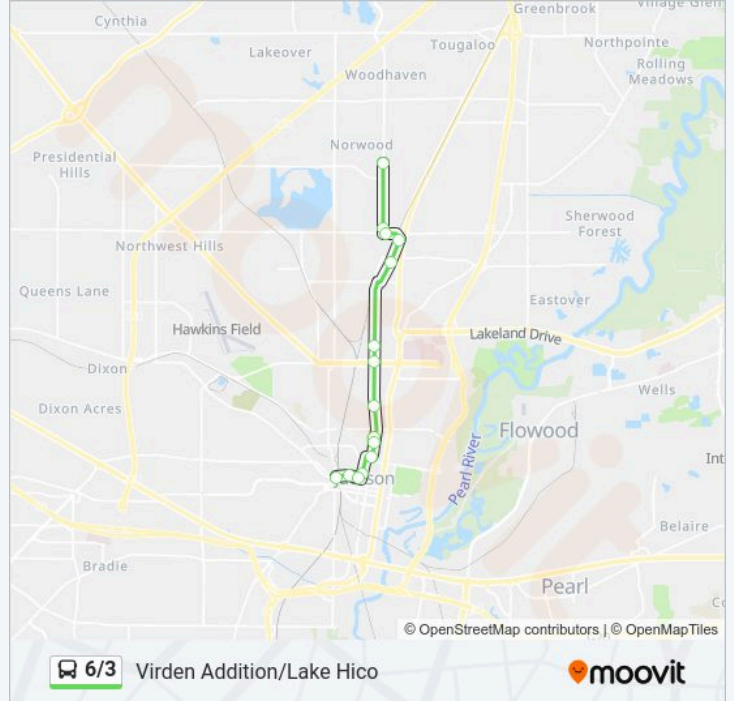 Greenbrook
Village Glen
Cynthia
Tougaloo
Northpointe
Lakeover
Rolling
Meadows
Woodhaven
Norwood
Presidential
Hills
Sherwood
Forest
Northwest Hills
Queens Lane
Eastover
Hawkins Field
Lakeland Drive
Dixon
Wells
Dixon Acres
Flowood
Pearl River
Int
son
Belaire
Bradie
Pearl
Co
© OpenStreetMap contributors | © OpenMapTiles
6/3 Virden Addition/Lake Hico
moovit